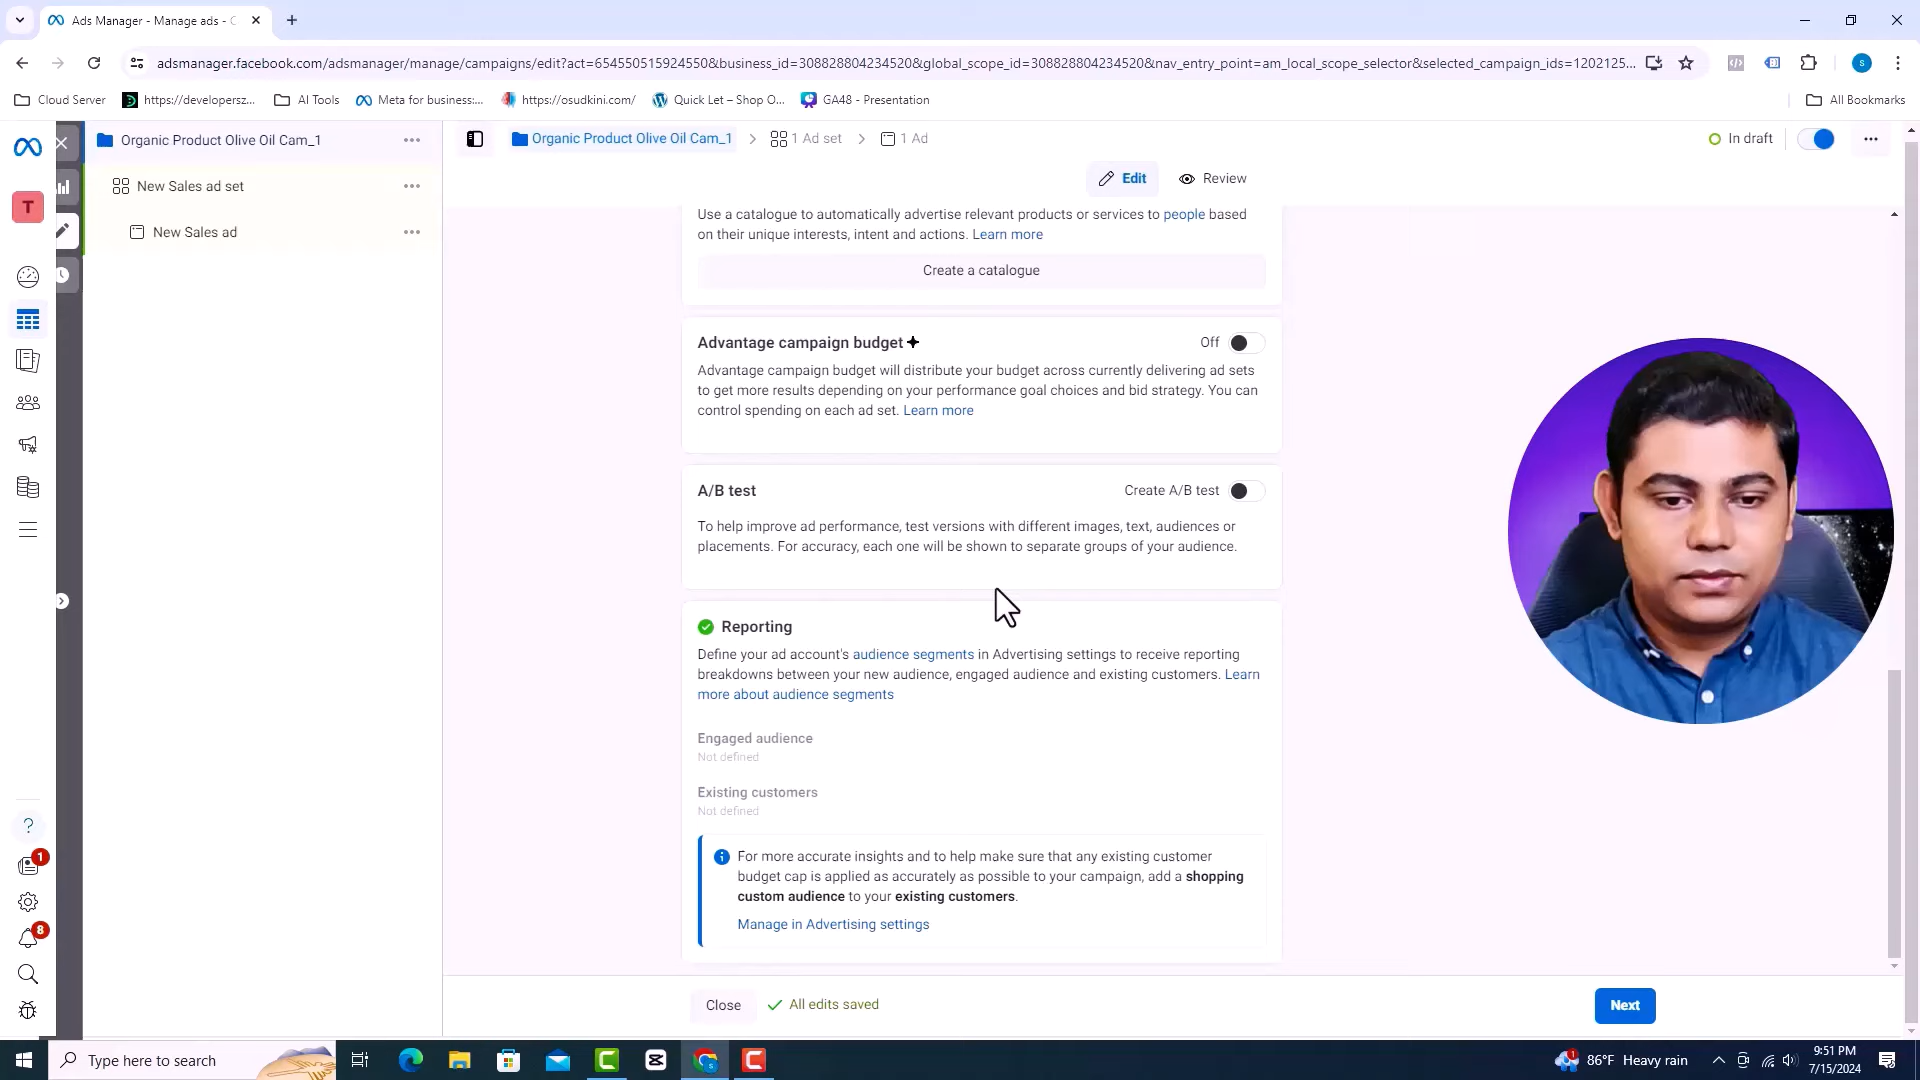 Ads Manager - Manage ads - C
adsmanager.facebook.com/adsmanager/manage/campaigns/edit?act=654550515924550&business_id=308828804234520&global_scope_id=308828804234520&nav_entry_point=am_local_scope_selector&selected_campaign_ids=1202125...
S
Cloud Server
https://developersz...
AI Tools
Meta for business:...
https://osudkini.com/
Quick Let – Shop O...
GA48 - Presentation
All Bookmarks
Organic Product Olive Oil Cam_1
Organic Product Olive Oil Cam_1
1 Ad set
1 Ad
In draft
New Sales ad set
Edit
Review
T
New Sales ad
Use a catalogue to automatically advertise relevant products or services to people based
on their unique interests, intent and actions. Learn more
Create a catalogue
Advantage campaign budget
Off
Advantage campaign budget will distribute your budget across currently delivering ad sets
to get more results depending on your performance goal choices and bid strategy. You can
control spending on each ad set. Learn more
A/B test
Create A/B test
To help improve ad performance, test versions with different images, text, audiences or
placements. For accuracy, each one will be shown to separate groups of your audience.
Reporting
Define your ad account's audience segments in Advertising settings to receive reporting
breakdowns between your new audience, engaged audience and existing customers. Learn
more about audience segments
Engaged audience
Not defined
Existing customers
Not defined
For more accurate insights and to help make sure that any existing customer
budget cap is applied as accurately as possible to your campaign, add a shopping
custom audience to your existing customers.
Manage in Advertising settings
1
8
Close
All edits saved
Next
Type here to search
1
86°F Heavy rain
9:51 PM
7/15/2024